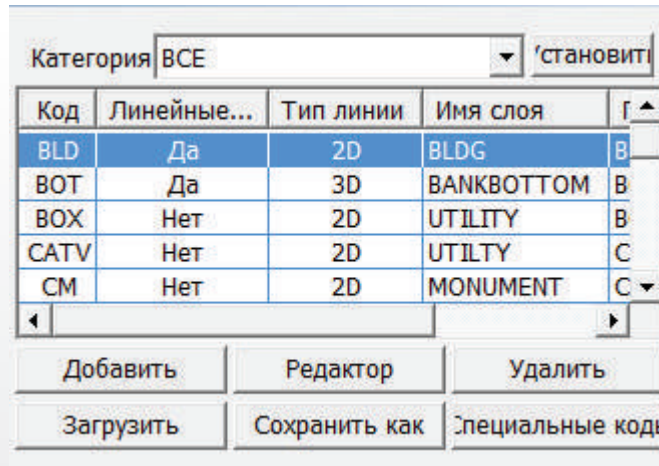 Категория ВСЕ установить
Код Линейные... Тип линии Имя слоя
BLD Да 2D BLDG B
BOT Да 3D BANKBOTTOM B
BOX Нет 2D UTILITY B
CATV Нет 2D UTILTY C
CM Нет 2D MONUMENT C
Добавить Редактор Удалить
Загрузить Сохранить как Специальные коды